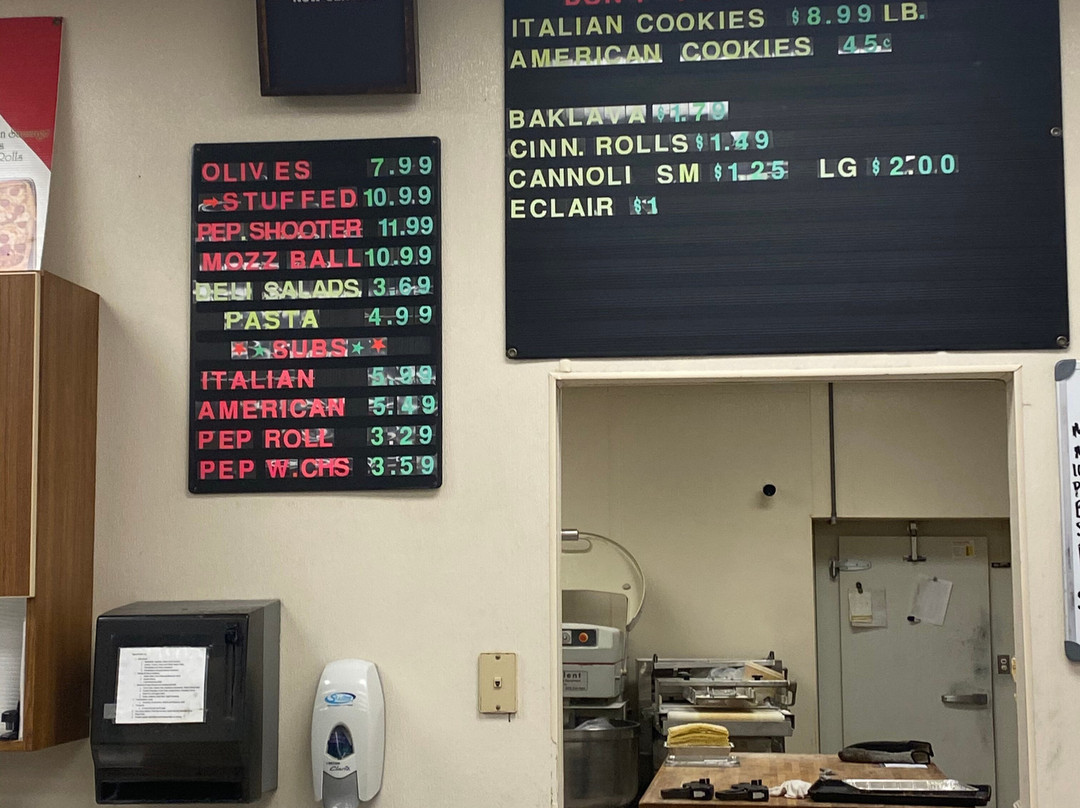 ITALIAN COOKIES $8.99 LB.
AMERICAN COOKIES 45¢
BAKLAVA $1.79
CINN. ROLLS $1.49
CANNOLI SM $1.25 LG $2.00
ECLAIR $1
OLIVES 7.99
→STUFFED 10.99
PEP. SHOOTER 11.99
MOZZ BALL 10.99
DELI SALADS 3.69
PASTA 4.99
SUBS
ITALIAN 5.99
AMERICAN 5.49
PEP ROLL 3.29
PEP W.CHS 3.59
Rolls